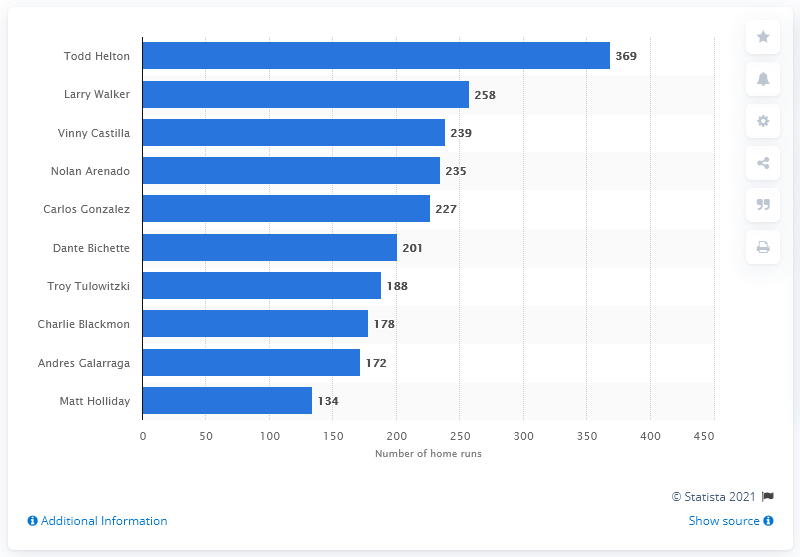 Todd Helton 369
Larry Walker 258
Vinny Castilla 239
Nolan Arenado 235
Carlos Gonzalez 227
Dante Bichette 201
Troy Tulowitzki 188
Charlie Blackmon 178
Andres Galarraga 172
Matt Holliday 134
0 50 100 150 200 250 300 350 400 450
Number of home runs
© Statista 2021
Additional Information Show source